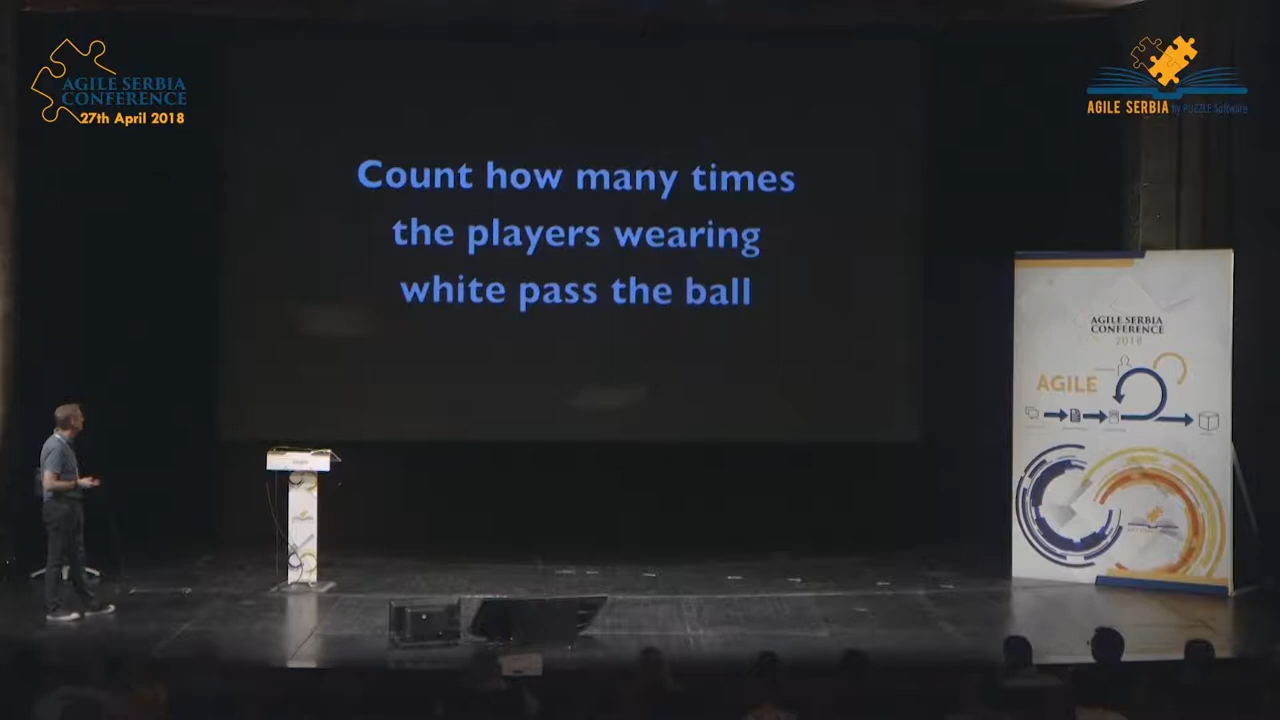 AGILE SERBIA
CONFERENCE
27th April 2018
AGILE SERBIA by PUZZLE Software
Count how many times
the players wearing
white pass the ball
AGILE SERBIA
CONFERENCE
2018
AGILE